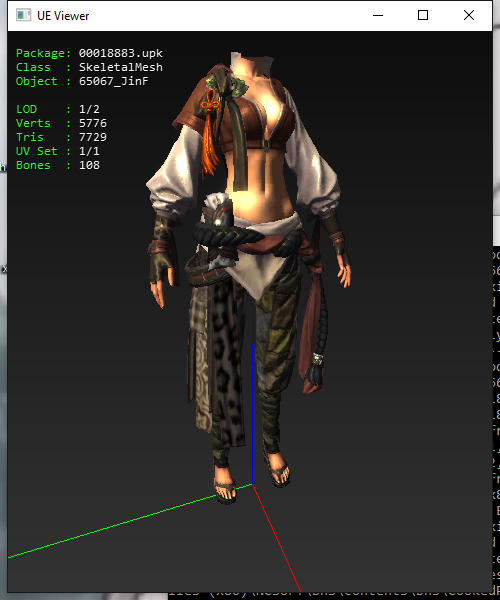 UE Viewer
Package: 00018883.upk
Class : SkeletalMesh
Object : 65067_JinF
LOD : 1/2
Verts : 5776
Tris : 7729
UV Set : 1/1
Bones : 108